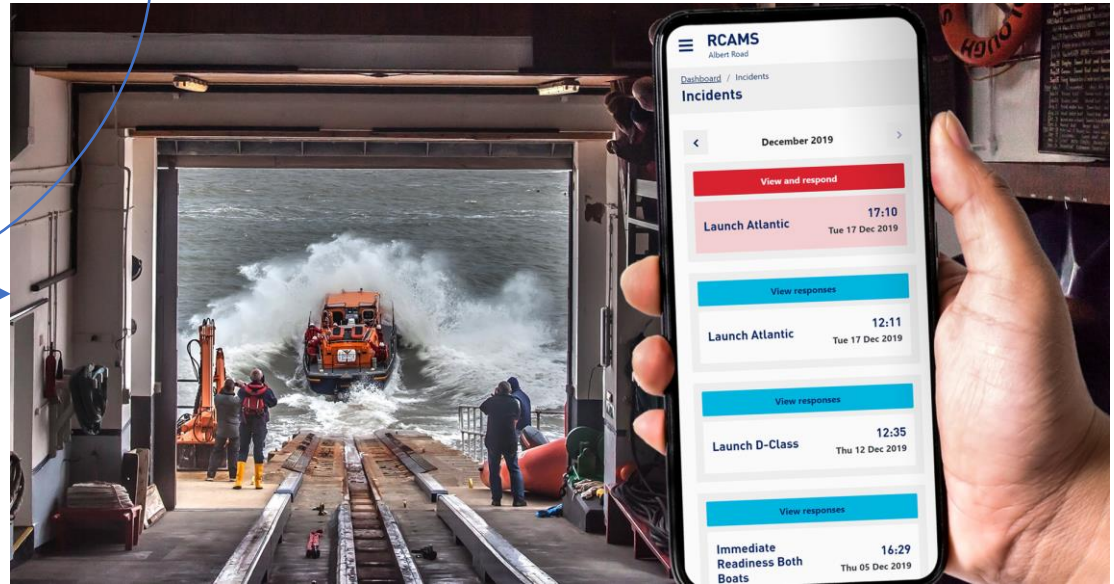 RCAMS
Albert Road
Dashboard / Incidents
Incidents
December 2019
View and respond
Launch Atlantic
17:10
Tue 17 Dec 2019
View responses
Launch Atlantic
12:11
Tue 17 Dec 2019
View responses
Launch D-Class
12:35
Thu 12 Dec 2019
View responses
Immediate
Readiness Both
Boats
16:29
Thu 05 Dec 2019